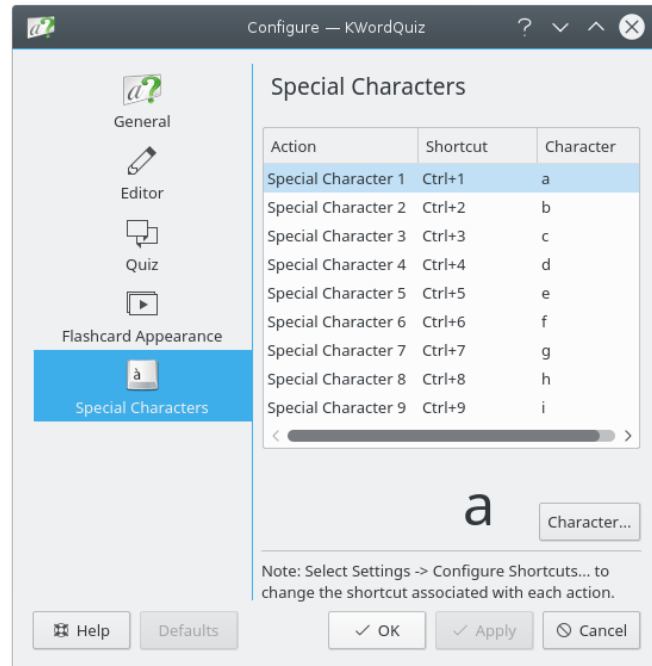 Configure — KWordQuiz
General
Editor
Quiz
Flashcard Appearance
Special Characters
Special Characters
Action Shortcut Character
Special Character 1 Ctrl+1 a
Special Character 2 Ctrl+2 b
Special Character 3 Ctrl+3 c
Special Character 4 Ctrl+4 d
Special Character 5 Ctrl+5 e
Special Character 6 Ctrl+6 f
Special Character 7 Ctrl+7 g
Special Character 8 Ctrl+8 h
Special Character 9 Ctrl+9 i
a
Character...
Note: Select Settings -> Configure Shortcuts... to
change the shortcut associated with each action.
Help Defaults OK Apply Cancel